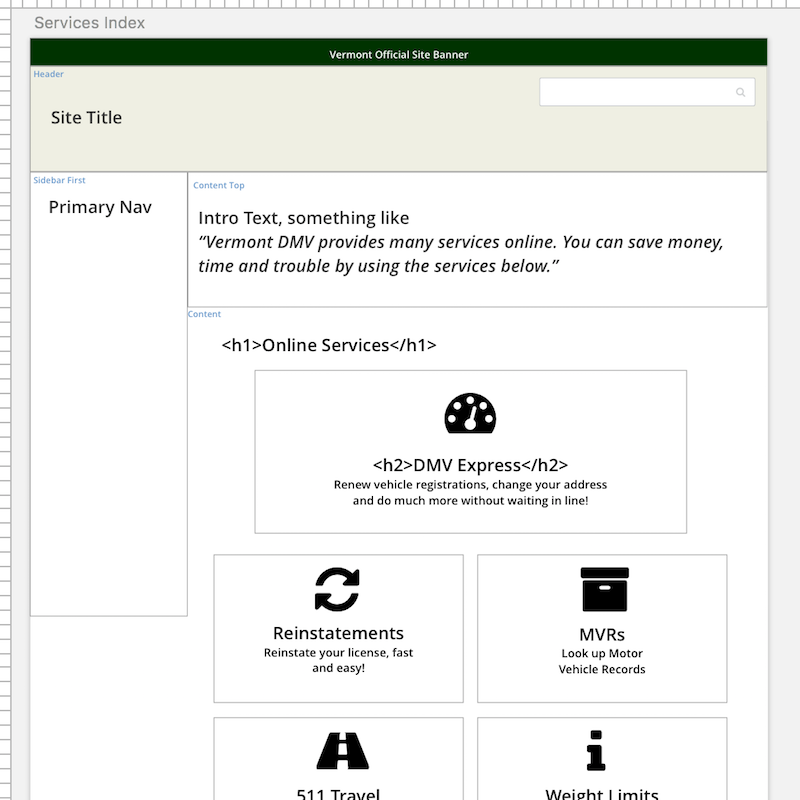 Services Index
Vermont Official Site Banner
Header
Site Title
Sidebar First
Primary Nav
Content Top
Intro Text, something like
“Vermont DMV provides many services online. You can save money,
time and trouble by using the services below.”
Content
<h1>Online Services</h1>
<h2>DMV Express</h2>
Renew vehicle registrations, change your address
and do much more without waiting in line!
Reinstatements
Reinstate your license, fast
and easy!
MVRs
Look up Motor
Vehicle Records
511 Travel
Weight Limits